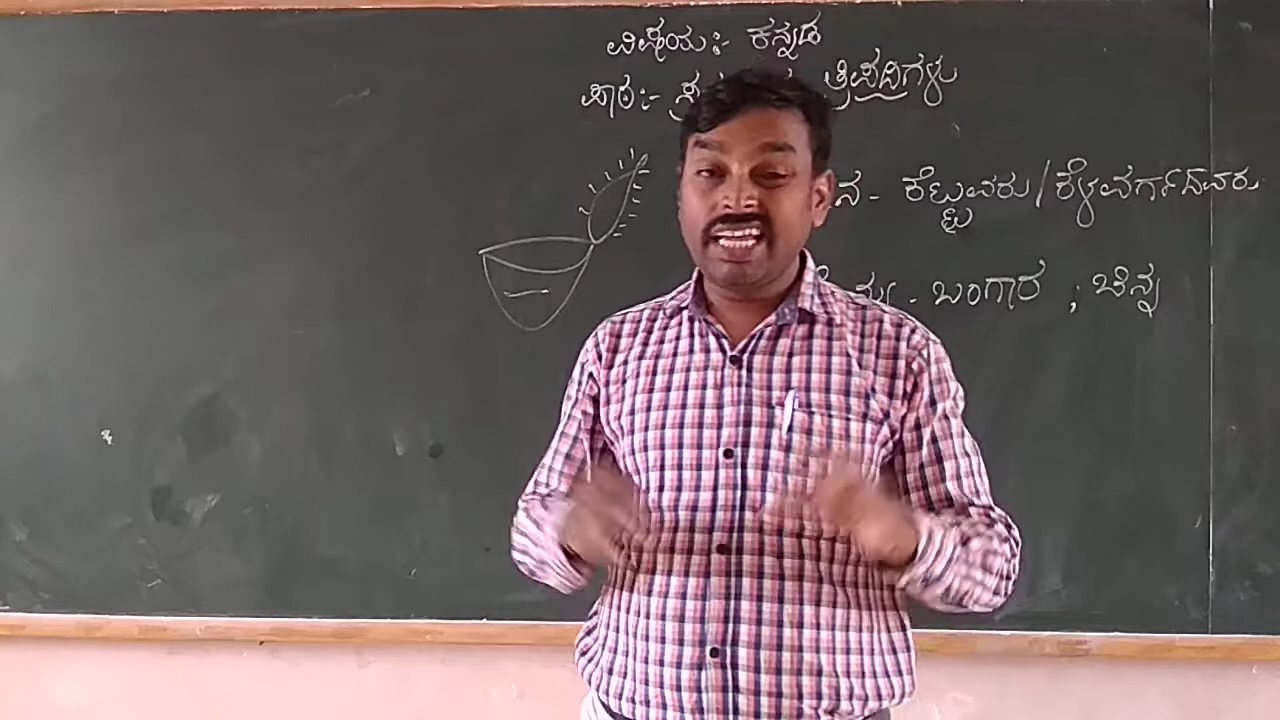 ವಿಷಯ:- ಕನ್ನಡ
ಪಾಠ:- ತ್ರಿಪದಿಗಳು
ನ - ಕೆಟ್ಟವರು / ಕೆಳವರ್ಗದವರು
- ಬಂಗಾರ ; ಚಿನ್ನ